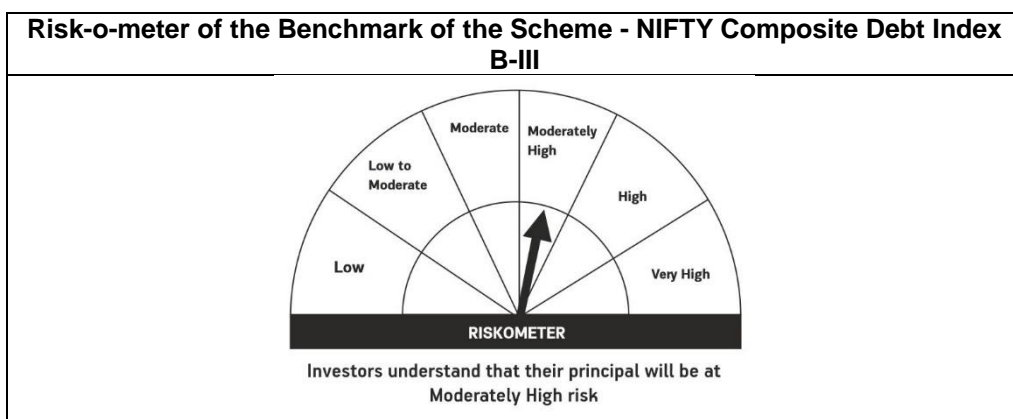 Risk-o-meter of the Benchmark of the Scheme - NIFTY Composite Debt Index
B-III
Moderate
Moderately
High
Low to
Moderate
High
Low
Very High
RISKOMETER
Investors understand that their principal will be at
Moderately High risk